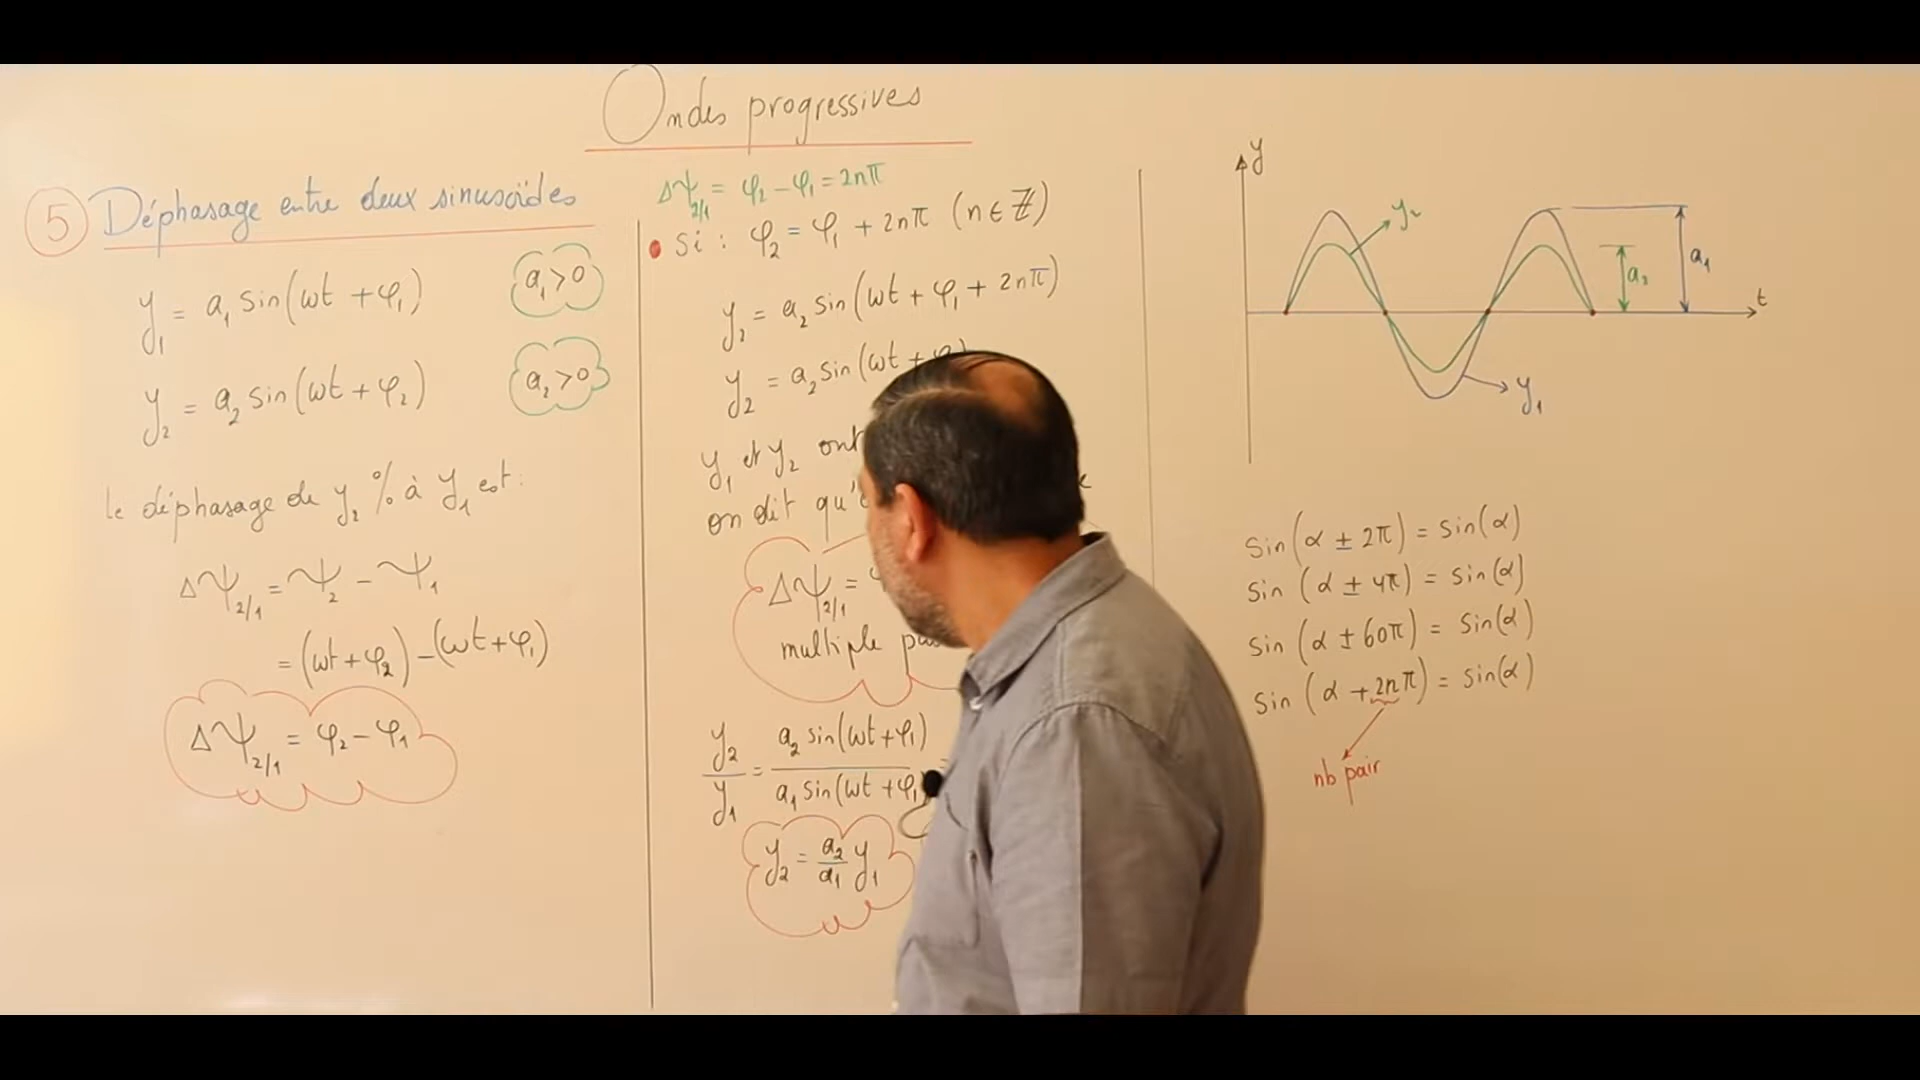 Ondes progressives
5 Déphasage entre deux sinusoïdes
y₁ = a₁ sin(ωt + φ₁)
a₁ > 0
y₂ = a₂ sin(ωt + φ₂)
a₂ > 0
le déphasage de y₂ % à y₁ est :
Δψ₂/₁ = ψ₂ - ψ₁
= (ωt + φ₂) - (ωt + φ₁)
Δψ₂/₁ = φ₂ - φ₁
Δψ₂/₁ = φ₂ - φ₁ = 2nπ
Si : φ₂ = φ₁ + 2nπ (n ∈ ℤ)
y₂ = a₂ sin(ωt + φ₁ + 2nπ)
y₂ = a₂ sin(ωt +
y₁ et y₂ ont
on dit qu'
Δψ₂/₁ =
multiple
y₂/y₁ = a₂ sin(ωt + φ₁) / a₁ sin(ωt + φ₁)
y₂ = a₂/a₁ y₁
y
y₂
a₂
a₁
t
y₁
Sin(α ± 2π) = Sin(α)
Sin(α ± 4π) = Sin(α)
Sin(α ± 60π) = Sin(α)
Sin(α + 2nπ) = Sin(α)
nb pair